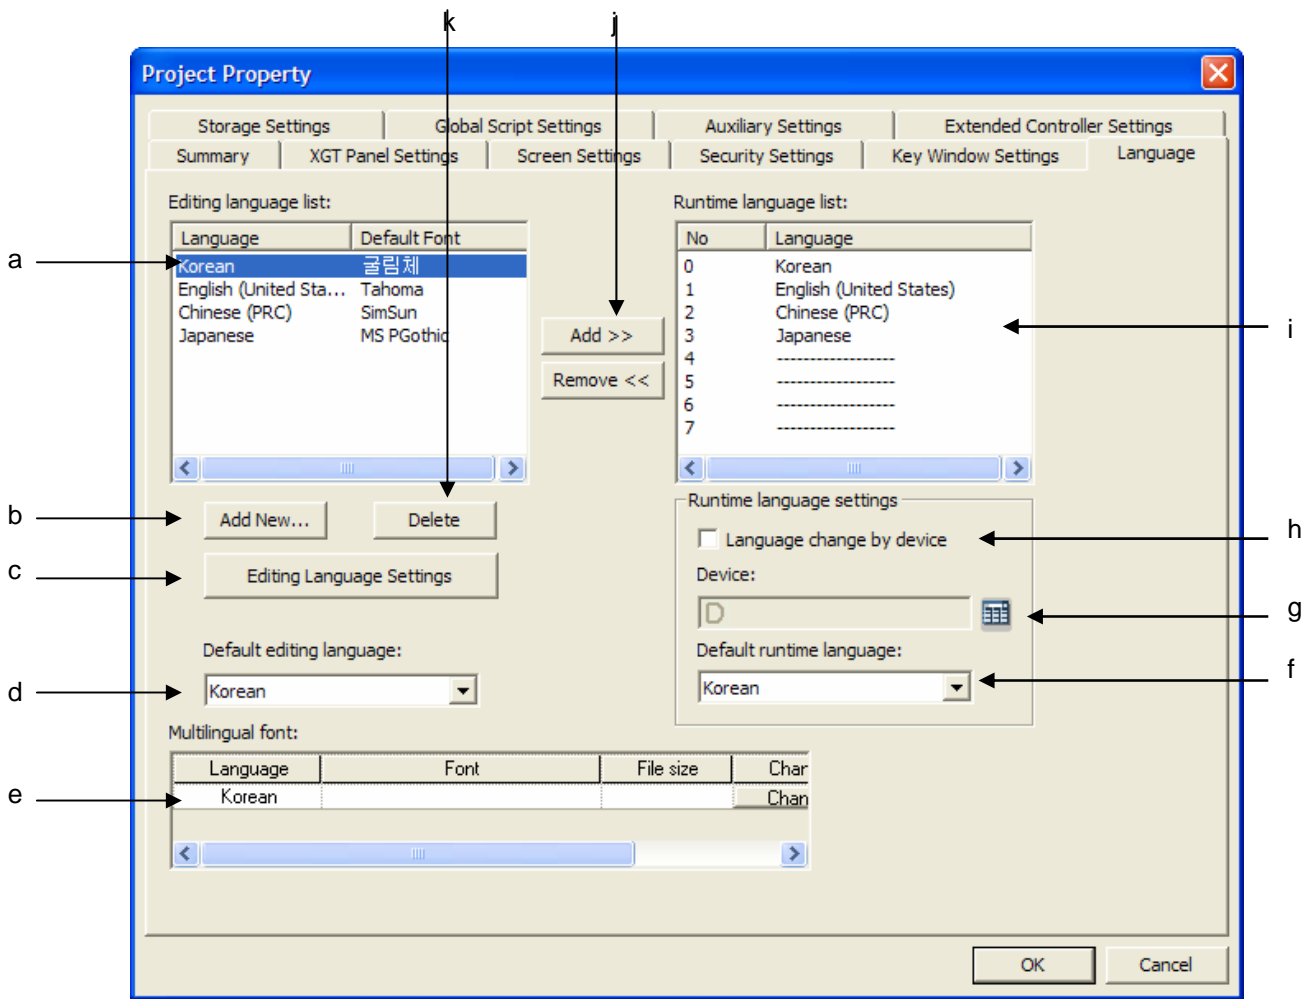 k j
Project Property
Storage Settings Global Script Settings Auxiliary Settings Extended Controller Settings
Summary XGT Panel Settings Screen Settings Security Settings Key Window Settings Language
Editing language list: Runtime language list:
Language Default Font No Language
a Korean 굴림체 0 Korean
English (United Sta... Tahoma 1 English (United States)
Chinese (PRC) SimSun 2 Chinese (PRC)
Japanese MS PGothic Add >> 3 Japanese i
4 ------------------
Remove << 5 ------------------
6 ------------------
7 ------------------
Runtime language settings
b Add New... Delete Language change by device h
c Editing Language Settings Device:
D g
Default editing language: Default runtime language:
d Korean Korean f
Multilingual font:
Language Font File size Char
e Korean Chan
OK Cancel